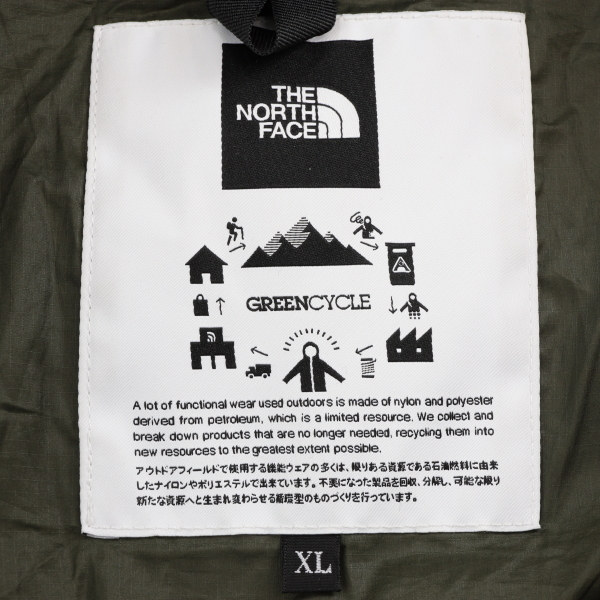 THE
NORTH
FACE
GREENCYCLE
A lot of functional wear used outdoors is made of nylon and polyester
derived from petroleum, which is a limited resource. We collect and
break down products that are no longer needed, recycling them into
new resources to the greatest extent possible.
アウトドアフィールドで使用する機能ウェアの多くは、限りある資源である石油燃料に由来
したナイロンやポリエステルで出来ています。不要になった製品を回収、分解し、可能な限り
新たな資源へと生まれ変わらせる循環型のものづくりを行っています。
XL